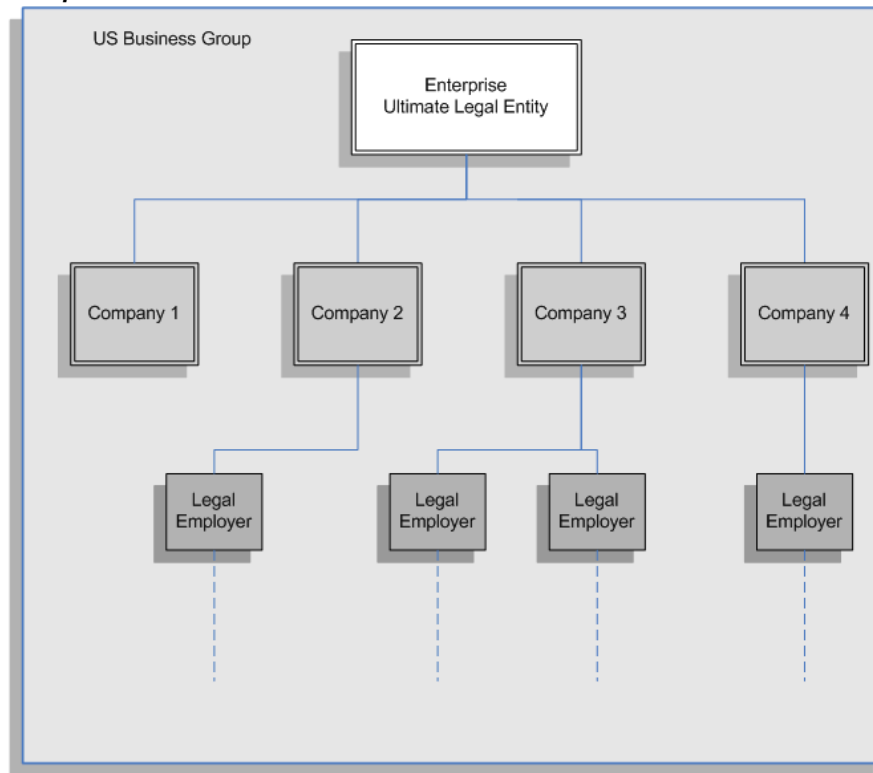 US Business Group
Enterprise
Ultimate Legal Entity
Company 1
Company 2
Company 3
Company 4
Legal
Employer
Legal
Employer
Legal
Employer
Legal
Employer